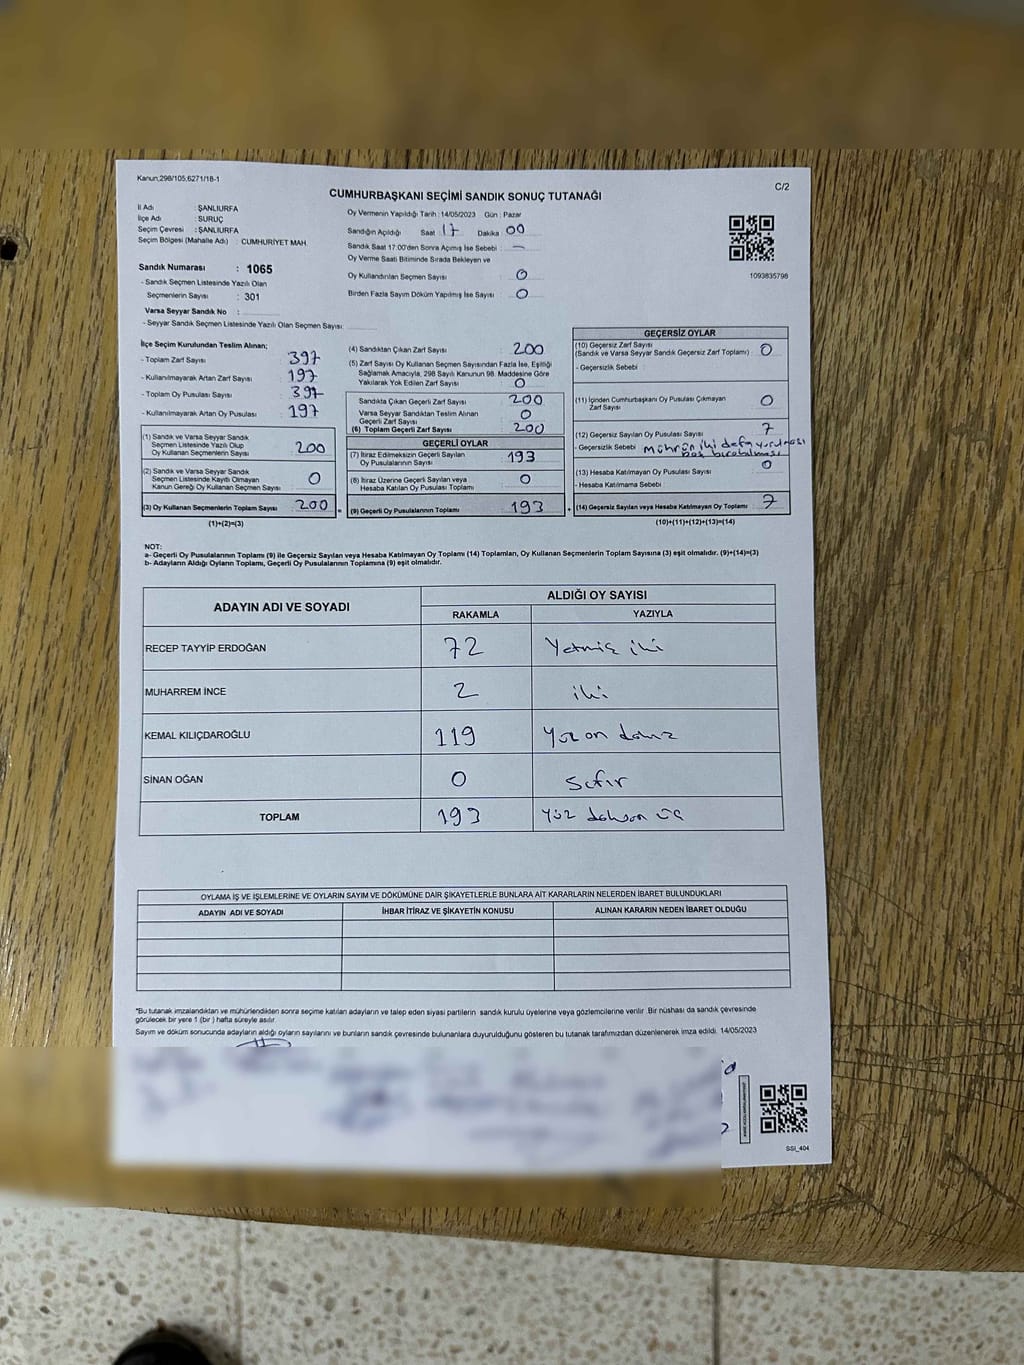 Kanun,298/105,6271/18-1
C/2
CUMHURBAŞKANI SEÇİMİ SANDIK SONUÇ TUTANAĞI
İl Adı : ŞANLIURFA
İlçe Adı : SURUÇ
Seçim Çevresi : ŞANLIURFA
Seçim Bölgesi (Mahalle Adı) : CUMHURİYET MAH.
Sandık Numarası : 1065
- Sandık Seçmen Listesinde Yazılı Olan
Seçmenlerin Sayısı : 301
Varsa Seyyar Sandık No :
- Seyyar Sandık Seçmen Listesinde Yazılı Olan Seçmen Sayısı:
Oy Vermenin Yapıldığı Tarih : 14/05/2023 Gün : Pazar
Sandığın Açıldığı Saat 17 Dakika 00
Sandık Saat 17:00'den Sonra Açımış İse Sebebi : —
Oy Verme Saati Bitiminde Sırada Bekleyen ve
Oy Kullandırılan Seçmen Sayısı : 0
Birden Fazla Sayım Döküm Yapılmış İse Sayısı : 0
1093835798
İlçe Seçim Kurulundan Teslim Alınan;
- Toplam Zarf Sayısı : 397
- Kullanılmayarak Artan Zarf Sayısı : 197
- Toplam Oy Pusulası Sayısı : 397
- Kullanılmayarak Artan Oy Pusulası : 197
(1) Sandık ve Varsa Seyyar Sandık
Seçmen Listesinde Yazılı Olup
Oy Kullanan Seçmenlerin Sayısı 200
(2) Sandık ve Varsa Seyyar Sandık
Seçmen Listesinde Kayıtlı Olmayan
Kanun Gereği Oy Kullanan Seçmen Sayısı 0
(3) Oy Kullanan Seçmenlerin Toplam Sayısı 200 =
(1)+(2)=(3)
(4) Sandıktan Çıkan Zarf Sayısı : 200
(5) Zarf Sayısı Oy Kullanan Seçmen Sayısından Fazla İse, Eşitliği
Sağlamak Amacıyla, 298 Sayılı Kanunun 98. Maddesine Göre
Yakılarak Yok Edilen Zarf Sayısı : 0
Sandıkta Çıkan Geçerli Zarf Sayısı : 200
Varsa Seyyar Sandıktan Teslim Alınan
Geçerli Zarf Sayısı : 0
(6) Toplam Geçerli Zarf Sayısı : 200
GEÇERLİ OYLAR
(7) İtiraz Edilmeksizin Geçerli Sayılan
Oy Pusulalarının Sayısı : 193
(8) İtiraz Üzerine Geçerli Sayılan veya
Hesaba Katılan Oy Pusulası Toplamı : 0
(9) Geçerli Oy Pusulalarının Toplamı : 193 +
GEÇERSİZ OYLAR
(10) Geçersiz Zarf Sayısı
(Sandık ve Varsa Seyyar Sandık Geçersiz Zarf Toplamı) : 0
- Geçersizlik Sebebi :
(11) İçinden Cumhurbaşkanı Oy Pusulası Çıkmayan
Zarf Sayısı : 0
(12) Geçersiz Sayılan Oy Pusulası Sayısı : 7
- Geçersizlik Sebebi : mührün iki defa vurulması
boş bırakılması
(13) Hesaba Katılmayan Oy Pusulası Sayısı : 0
- Hesaba Katılmama Sebebi :
(14) Geçersiz Sayılan veya Hesaba Katılmayan Oy Toplamı : 7
(10)+(11)+(12)+(13)=(14)
NOT:
a- Geçerli Oy Pusulalarının Toplamı (9) ile Geçersiz Sayılan veya Hesaba Katılmayan Oy Toplamı (14) Toplamları, Oy Kullanan Seçmenlerin Toplam Sayısına (3) eşit olmalıdır. (9)+(14)=(3)
b- Adayların Aldığı Oyların Toplamı, Geçerli Oy Pusulalarının Toplamına (9) eşit olmalıdır.
ADAYIN ADI VE SOYADI
ALDIĞI OY SAYISI
RAKAMLA YAZIYLA
RECEP TAYYİP ERDOĞAN 72 Yetmiş iki
MUHARREM İNCE 2 iki
KEMAL KILIÇDAROĞLU 119 Yüz on dokuz
SİNAN OĞAN 0 Sıfır
TOPLAM 193 Yüz doksan üç
OYLAMA İŞ VE İŞLEMLERİNE VE OYLARIN SAYIM VE DÖKÜMÜNE DAİR ŞİKAYETLERLE BUNLARA AİT KARARLARIN NELERDEN İBARET BULUNDUKLARI
ADAYIN ADI VE SOYADI İHBAR İTİRAZ VE ŞİKAYETİN KONUSU ALINAN KARARIN NEDEN İBARET OLDUĞU
*Bu tutanak imzalandıktan ve mühürlendikten sonra seçime katılan adayların ve talep eden siyasi partilerin sandık kurulu üyelerine veya gözlemcilerine verilir. Bir nüshası da sandık çevresinde
görülecek bir yere 1 (bir ) hafta süreyle asılır.
Sayım ve döküm sonucunda adayların aldığı oyların sayılarını ve bunların sandık çevresinde bulunanlara duyurulduğunu gösteren bu tutanak tarafımızdan düzenlenerek imza edildi. 14/05/2023
SSİ_404